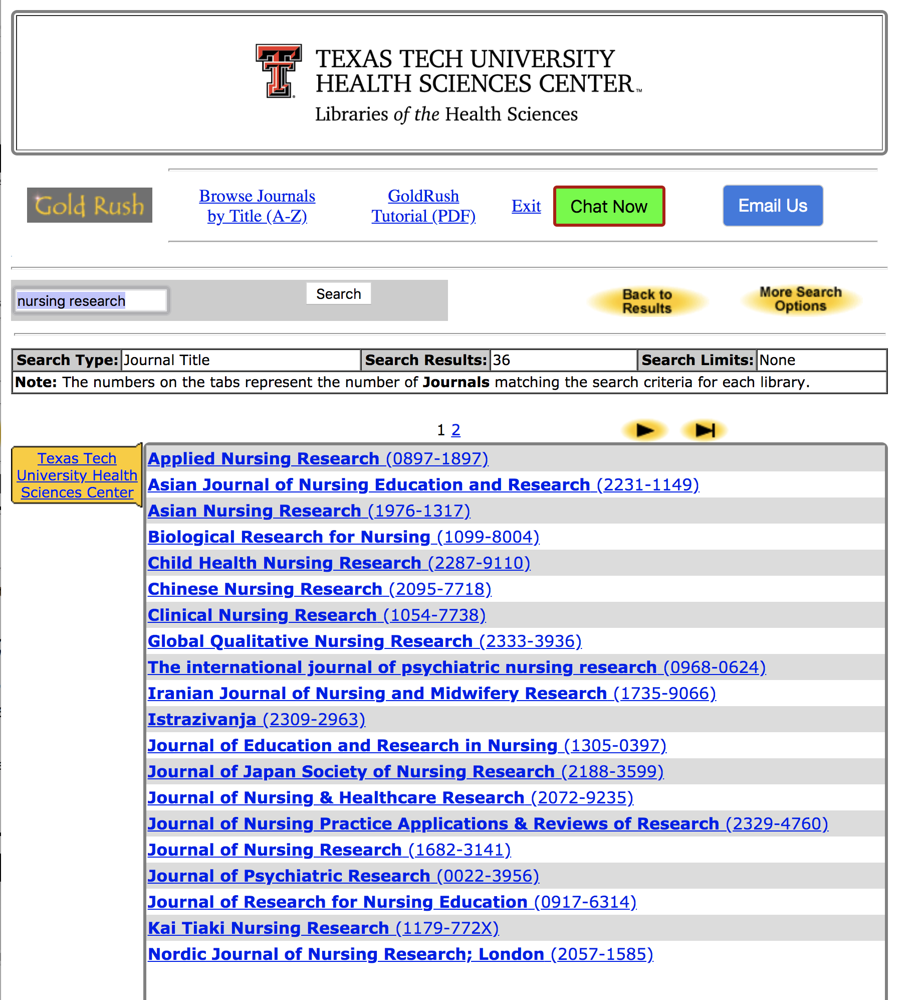 TEXAS TECH UNIVERSITY
HEALTH SCIENCES CENTER™
Libraries of the Health Sciences
Gold Rush
Browse Journals
by Title (A-Z)
GoldRush
Tutorial (PDF)
Exit
Chat Now
Email Us
nursing research
Search
Back to
Results
More Search
Options
Search Type: Journal Title Search Results: 36 Search Limits: None
Note: The numbers on the tabs represent the number of Journals matching the search criteria for each library.
1 2
Texas Tech
University Health
Sciences Center
Applied Nursing Research (0897-1897)
Asian Journal of Nursing Education and Research (2231-1149)
Asian Nursing Research (1976-1317)
Biological Research for Nursing (1099-8004)
Child Health Nursing Research (2287-9110)
Chinese Nursing Research (2095-7718)
Clinical Nursing Research (1054-7738)
Global Qualitative Nursing Research (2333-3936)
The international journal of psychiatric nursing research (0968-0624)
Iranian Journal of Nursing and Midwifery Research (1735-9066)
Istrazivanja (2309-2963)
Journal of Education and Research in Nursing (1305-0397)
Journal of Japan Society of Nursing Research (2188-3599)
Journal of Nursing & Healthcare Research (2072-9235)
Journal of Nursing Practice Applications & Reviews of Research (2329-4760)
Journal of Nursing Research (1682-3141)
Journal of Psychiatric Research (0022-3956)
Journal of Research for Nursing Education (0917-6314)
Kai Tiaki Nursing Research (1179-772X)
Nordic Journal of Nursing Research; London (2057-1585)